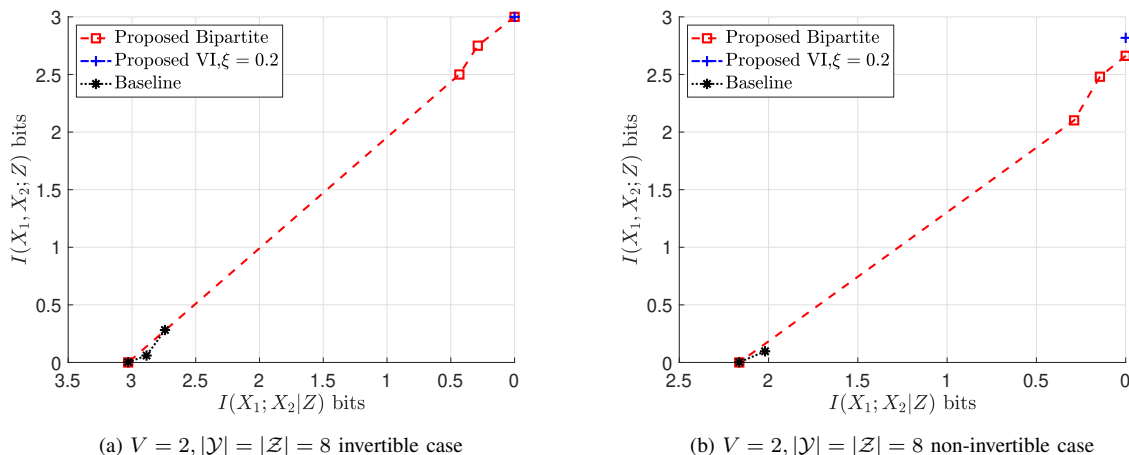 3
2.5
2
1.5
1
0.5
0
I(X₁, X₂; Z) bits
Proposed Bipartite
Proposed VI,ξ = 0.2
Baseline
3.5 3 2.5 2 1.5 1 0.5 0
I(X₁; X₂|Z) bits
(a) V = 2, |𝒴| = |𝒵| = 8 invertible case
3
2.5
2
1.5
1
0.5
0
I(X₁, X₂; Z) bits
Proposed Bipartite
Proposed VI,ξ = 0.2
Baseline
2.5 2 1.5 1 0.5 0
I(X₁; X₂|Z) bits
(b) V = 2, |𝒴| = |𝒵| = 8 non-invertible case